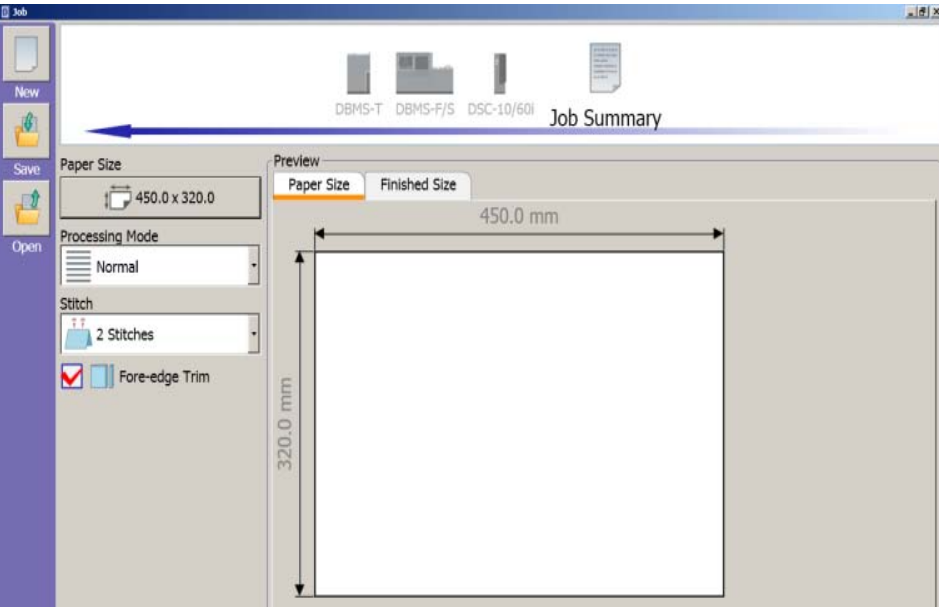 Job
New
Save
Open
DBMS-T DBMS-F/S DSC-10/60i Job Summary
Paper Size
450.0 x 320.0
Processing Mode
Normal
Stitch
2 Stitches
Fore-edge Trim
Preview
Paper Size Finished Size
450.0 mm
320.0 mm